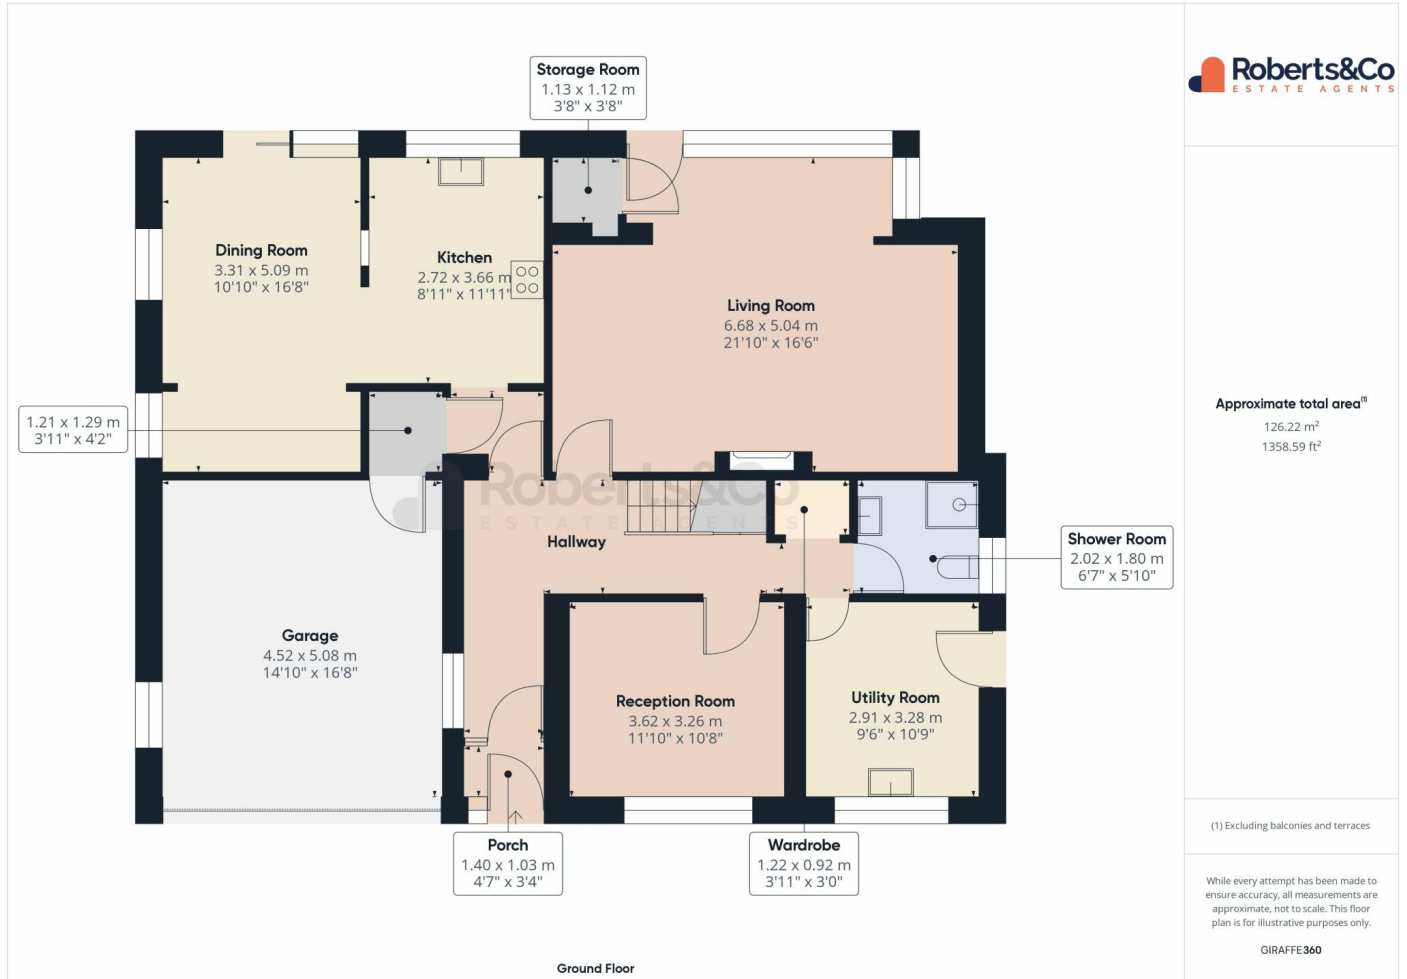 Storage Room
1.13 x 1.12 m
3'8" x 3'8"
Roberts&Co
ESTATE AGENTS
Dining Room
3.31 x 5.09 m
10'10" x 16'8"
Kitchen
2.72 x 3.66 m
8'11" x 11'11"
Living Room
6.68 x 5.04 m
21'10" x 16'6"
1.21 x 1.29 m
3'11" x 4'2"
Approximate total area(1)
126.22 m²
1358.59 ft²
Roberts&Co
ESTATE AGENTS
Hallway
Shower Room
2.02 x 1.80 m
6'7" x 5'10"
Garage
4.52 x 5.08 m
14'10" x 16'8"
Reception Room
3.62 x 3.26 m
11'10" x 10'8"
Utility Room
2.91 x 3.28 m
9'6" x 10'9"
Porch
1.40 x 1.03 m
4'7" x 3'4"
Wardrobe
1.22 x 0.92 m
3'11" x 3'0"
(1) Excluding balconies and terraces
While every attempt has been made to
ensure accuracy, all measurements are
approximate, not to scale. This floor
plan is for illustrative purposes only.
GIRAFFE360
Ground Floor